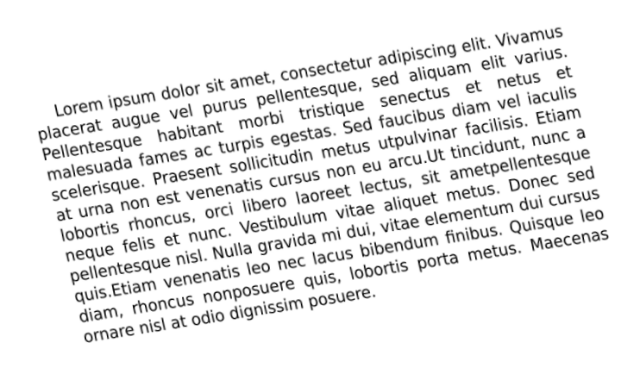 Lorem ipsum dolor sit amet, consectetur adipiscing elit. Vivamus
placerat augue vel purus pellentesque, sed aliquam elit varius.
Pellentesque habitant morbi tristique senectus et netus et
malesuada fames ac turpis egestas. Sed faucibus diam vel iaculis
scelerisque. Praesent sollicitudin metus utpulvinar facilisis. Etiam
at urna non est venenatis cursus non eu arcu.Ut tincidunt, nunc a
lobortis rhoncus, orci libero laoreet lectus, sit ametpellentesque
neque felis et nunc. Vestibulum vitae aliquet metus. Donec sed
pellentesque nisl. Nulla gravida mi dui, vitae elementum dui cursus
quis.Etiam venenatis leo nec lacus bibendum finibus. Quisque leo
diam, rhoncus nonposuere quis, lobortis porta metus. Maecenas
ornare nisl at odio dignissim posuere.